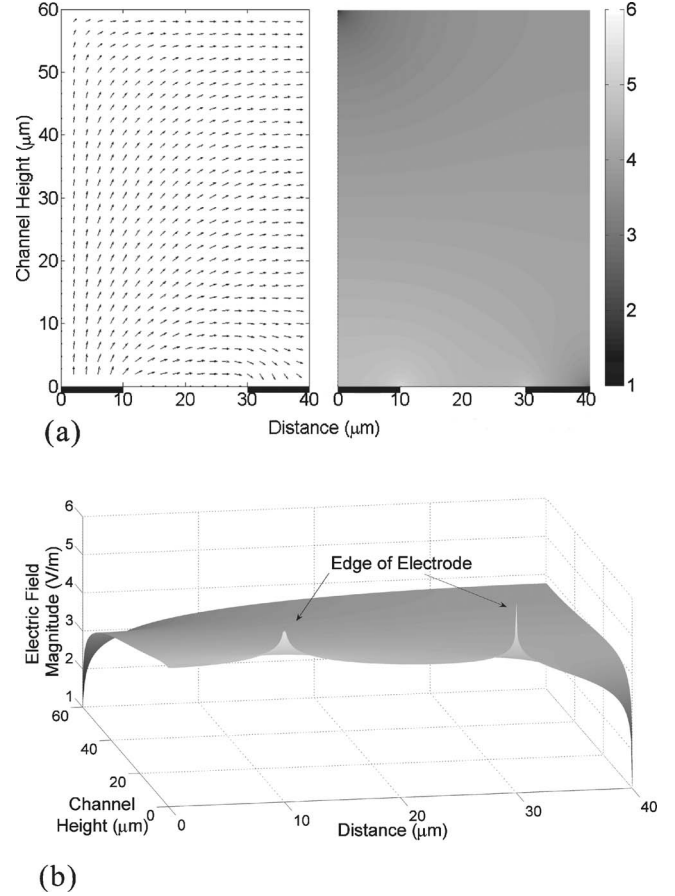 60
50
40
30
20
10
0
Channel Height (μm)
0 10 20 30 40
0 10 20 30 40
Distance (μm)
6
5
4
3
2
1
(a)
6
5
4
3
2
1
Electric Field
Magnitude (V/m)
Edge of Electrode
60
40
20
0
Channel
Height (μm)
0
10
20
30
40
Distance (μm)
(b)